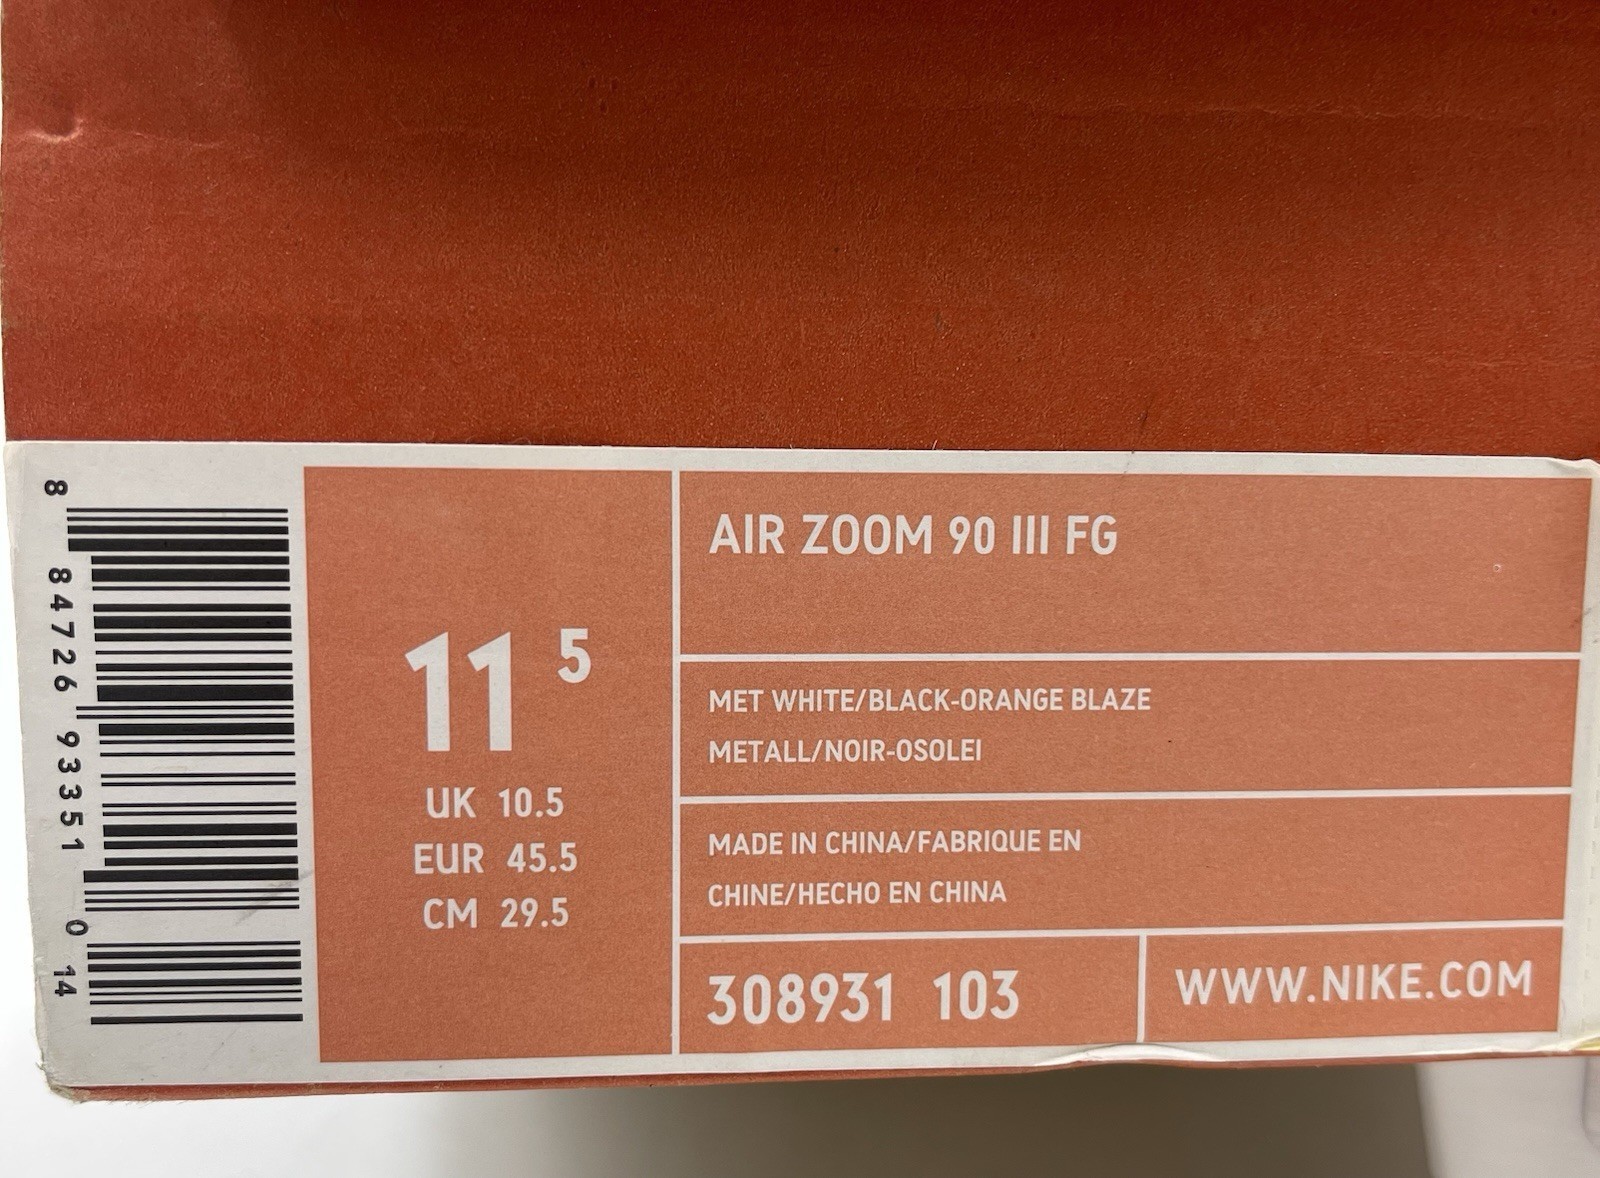 8 84726 93351 0 14
11 5
UK 10.5
EUR 45.5
CM 29.5
AIR ZOOM 90 III FG
MET WHITE/BLACK-ORANGE BLAZE
METALL/NOIR-OSOLEI
MADE IN CHINA/FABRIQUE EN
CHINE/HECHO EN CHINA
308931 103
WWW.NIKE.COM